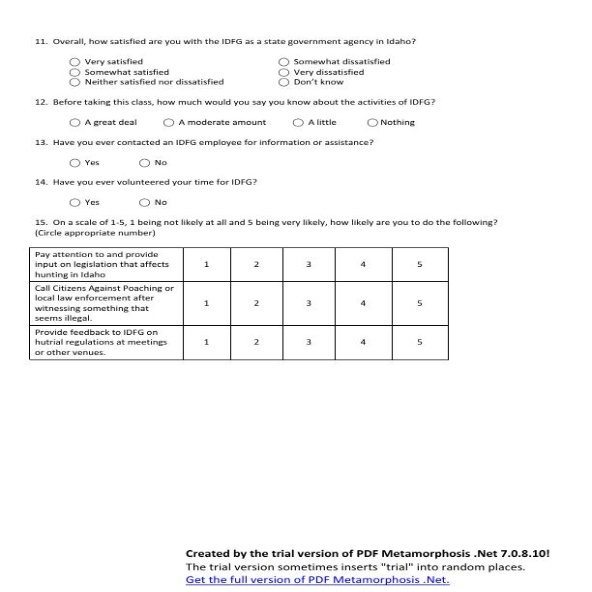 11. Overall, how satisfied are you with the IDFG as a state government agency in Idaho?
Very satisfied
Somewhat satisfied
Neither satisfied nor dissatisfied
Somewhat dissatisfied
Very dissatisfied
Don't know
12. Before taking this class, how much would you say you know about the activities of IDFG?
A great deal A moderate amount A little Nothing
13. Have you ever contacted an IDFG employee for information or assistance?
Yes No
14. Have you ever volunteered your time for IDFG?
Yes No
15. On a scale of 1-5, 1 being not likely at all and 5 being very likely, how likely are you to do the following?
(Circle appropriate number)
Pay attention to and provide
input on legislation that affects
hunting in Idaho
1 2 3 4 5
Call Citizens Against Poaching or
local law enforcement after
witnessing something that
seems illegal.
1 2 3 4 5
Provide feedback to IDFG on
hutrial regulations at meetings
or other venues.
1 2 3 4 5
Created by the trial version of PDF Metamorphosis .Net 7.0.8.10!
The trial version sometimes inserts "trial" into random places.
Get the full version of PDF Metamorphosis .Net.